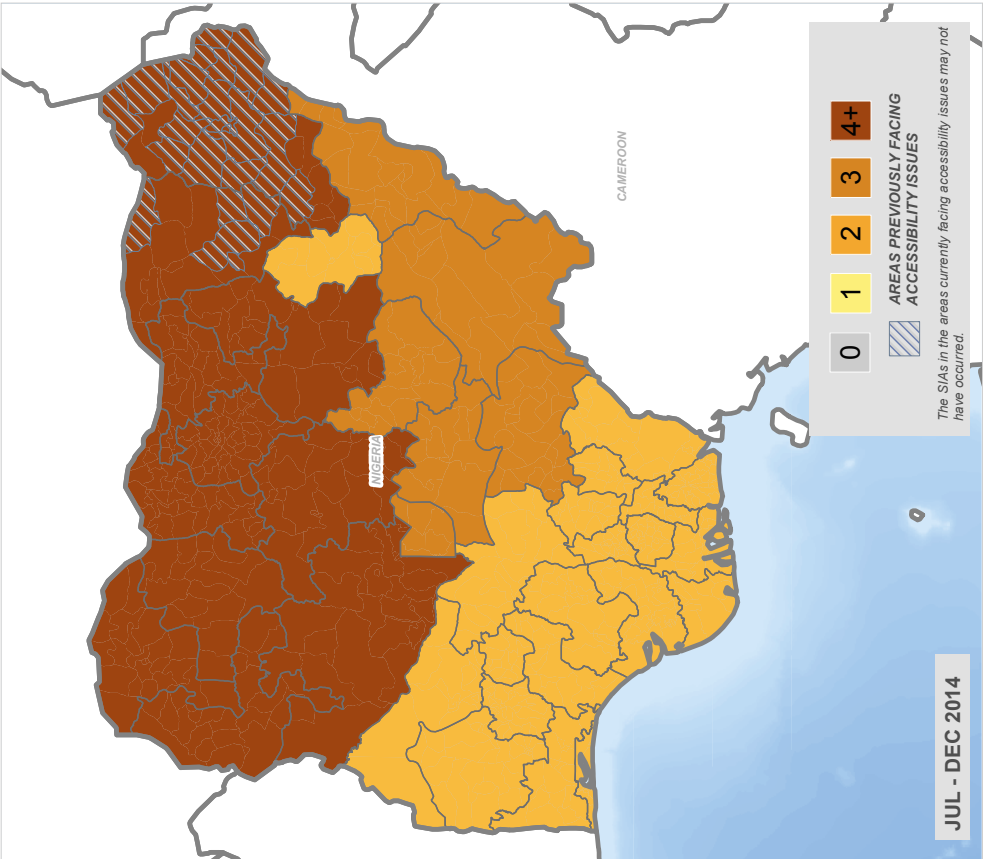 NIGERIA
CAMEROON
0 1 2 3 4+
AREAS PREVIOUSLY FACING
ACCESSIBILITY ISSUES
The SIAs in the areas currently facing accessibility issues may not
have occurred.
JUL - DEC 2014